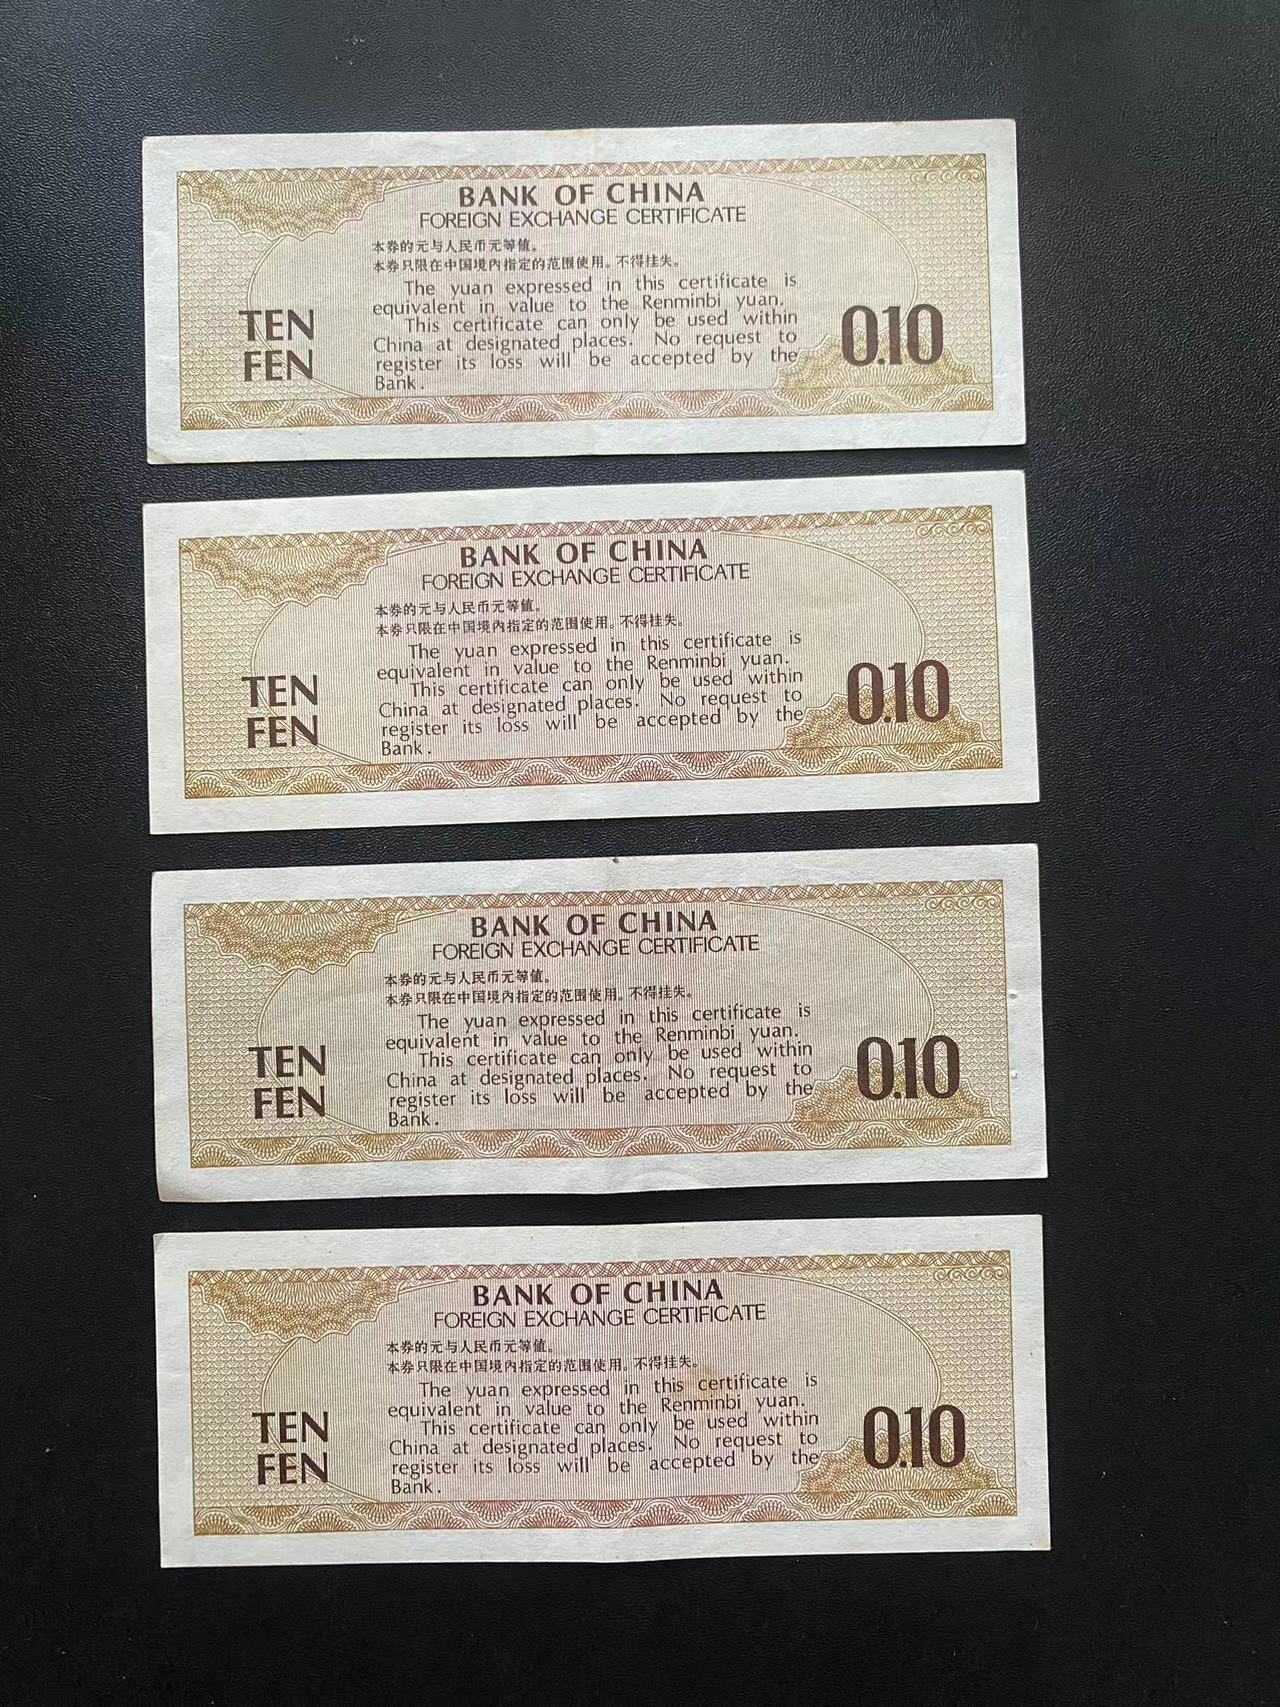 BANK OF CHINA
FOREIGN EXCHANGE CERTIFICATE
本券的元与人民币元等值。
本券只限在中国境内指定的范围使用。不得挂失。
The yuan expressed in this certificate is
equivalent in value to the Renminbi yuan.
This certificate can only be used within
China at designated places. No request to
register its loss will be accepted by the
Bank.
TEN
FEN
0.10
BANK OF CHINA
FOREIGN EXCHANGE CERTIFICATE
本券的元与人民币元等值。
本券只限在中国境内指定的范围使用。不得挂失。
The yuan expressed in this certificate is
equivalent in value to the Renminbi yuan.
This certificate can only be used within
China at designated places. No request to
register its loss will be accepted by the
Bank.
TEN
FEN
0.10
BANK OF CHINA
FOREIGN EXCHANGE CERTIFICATE
本券的元与人民币元等值。
本券只限在中国境内指定的范围使用。不得挂失。
The yuan expressed in this certificate is
equivalent in value to the Renminbi yuan.
This certificate can only be used within
China at designated places. No request to
register its loss will be accepted by the
Bank.
TEN
FEN
0.10
BANK OF CHINA
FOREIGN EXCHANGE CERTIFICATE
本券的元与人民币元等值。
本券只限在中国境内指定的范围使用。不得挂失。
The yuan expressed in this certificate is
equivalent in value to the Renminbi yuan.
This certificate can only be used within
China at designated places. No request to
register its loss will be accepted by the
Bank.
TEN
FEN
0.10